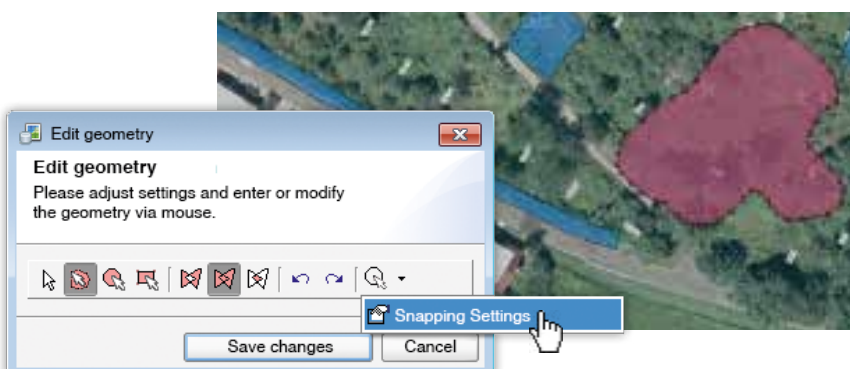 Edit geometry
Edit geometry
Please adjust settings and enter or modify
the geometry via mouse.
Snapping Settings
Save changes
Cancel